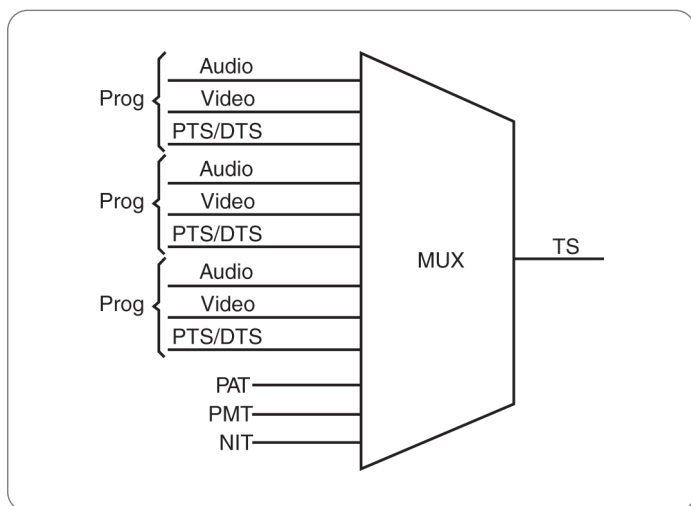 Audio
Prog
Video
PTS/DTS
Audio
Prog
Video
PTS/DTS
Audio
Prog
Video
PTS/DTS
MUX
TS
PAT
PMT
NIT